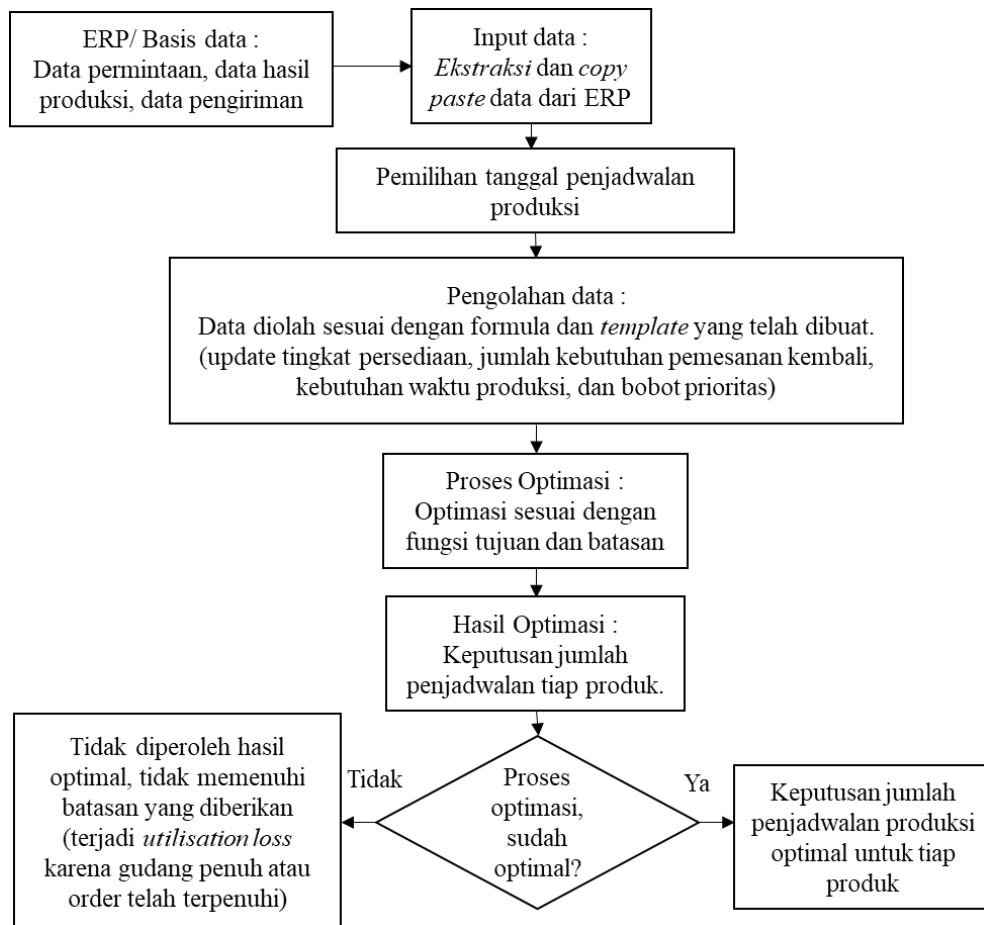 ERP/ Basis data :
Data permintaan, data hasil
produksi, data pengiriman
Input data :
Ekstraksi dan copy
paste data dari ERP
Pemilihan tanggal penjadwalan
produksi
Pengolahan data :
Data diolah sesuai dengan formula dan template yang telah dibuat.
(update tingkat persediaan, jumlah kebutuhan pemesanan kembali,
kebutuhan waktu produksi, dan bobot prioritas)
Proses Optimasi :
Optimasi sesuai dengan
fungsi tujuan dan batasan
Hasil Optimasi :
Keputusan jumlah
penjadwalan tiap produk.
Proses
optimasi,
sudah
optimal?
Tidak
Tidak diperoleh hasil
optimal, tidak memenuhi
batasan yang diberikan
(terjadi utilisation loss
karena gudang penuh atau
order telah terpenuhi)
Ya
Keputusan jumlah
penjadwalan produksi
optimal untuk tiap
produk